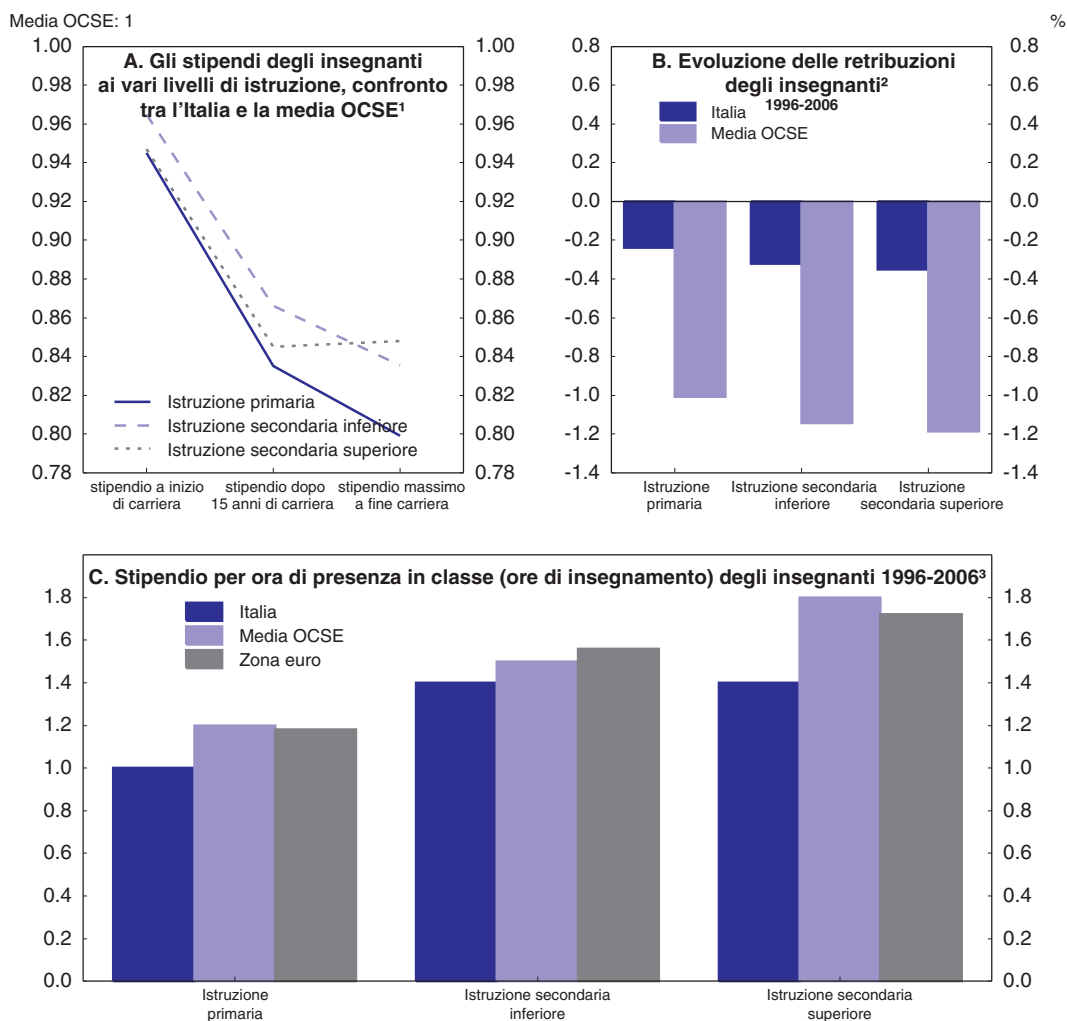 Media OCSE: 1
A. Gli stipendi degli insegnanti
ai vari livelli di istruzione, confronto
tra l'Italia e la media OCSE¹
1.00
0.98
0.96
0.94
0.92
0.90
0.88
0.86
0.84
0.82
0.80
0.78
1.00
0.98
0.96
0.94
0.92
0.90
0.88
0.86
0.84
0.82
0.80
0.78
Istruzione primaria
Istruzione secondaria inferiore
Istruzione secondaria superiore
stipendio a inizio
di carriera
stipendio dopo
15 anni di carriera
stipendio massimo
a fine carriera
%
B. Evoluzione delle retribuzioni
degli insegnanti²
1996-2006
Italia
Media OCSE
0.8
0.6
0.4
0.2
0.0
-0.2
-0.4
-0.6
-0.8
-1.0
-1.2
-1.4
0.8
0.6
0.4
0.2
0.0
-0.2
-0.4
-0.6
-0.8
-1.0
-1.2
-1.4
Istruzione
primaria
Istruzione secondaria
inferiore
Istruzione
secondaria superiore
C. Stipendio per ora di presenza in classe (ore di insegnamento) degli insegnanti 1996-2006³
Italia
Media OCSE
Zona euro
1.8
1.6
1.4
1.2
1.0
0.8
0.6
0.4
0.2
0.0
1.8
1.6
1.4
1.2
1.0
0.8
0.6
0.4
0.2
0.0
Istruzione
primaria
Istruzione secondaria
inferiore
Istruzione secondaria
superiore